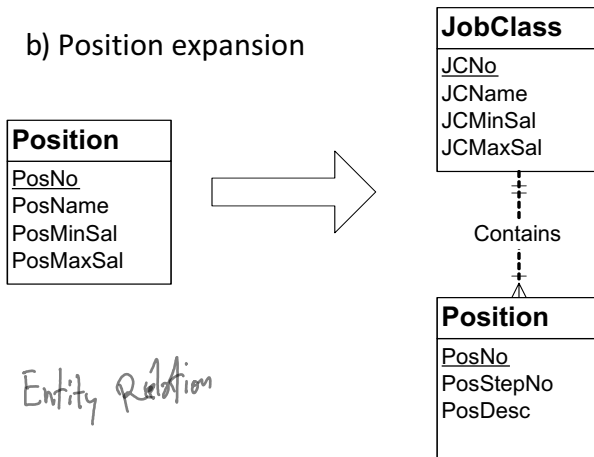 b) Position expansion
Position
PosNo
PosName
PosMinSal
PosMaxSal
JobClass
JCNo
JCName
JCMinSal
JCMaxSal
Contains
Position
PosNo
PosStepNo
PosDesc
Entity Relation